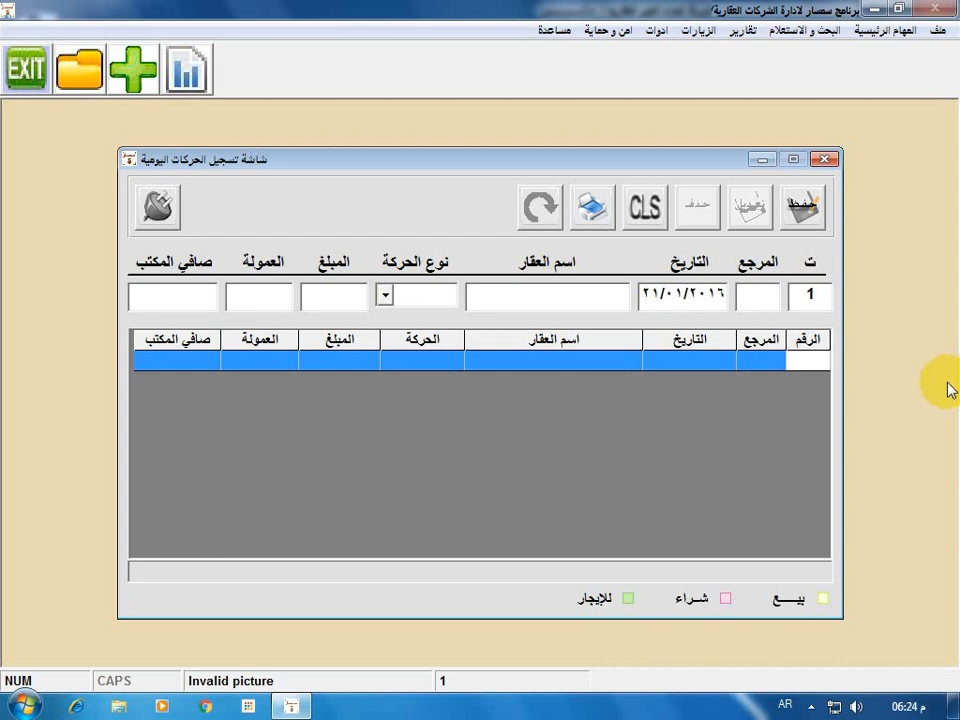 برنامج سمسار لادارة الشركات العقارية/
ملف المهام الرئيسية البحث و الاستعلام تقارير الزيارات ادوات امن و حماية مساعدة
EXIT
شاشة تسجيل الحركات اليومية
حفظ تعديل حذف CLS
ت المرجع التاريخ اسم العقار نوع الحركة المبلغ العمولة صافي المكتب
1 ٢١/٠١/٢٠١٦
الرقم المرجع التاريخ اسم العقار الحركة المبلغ العمولة صافي المكتب
بيـــع شــراء للإيجار
NUM CAPS Invalid picture 1
AR 06:24 م